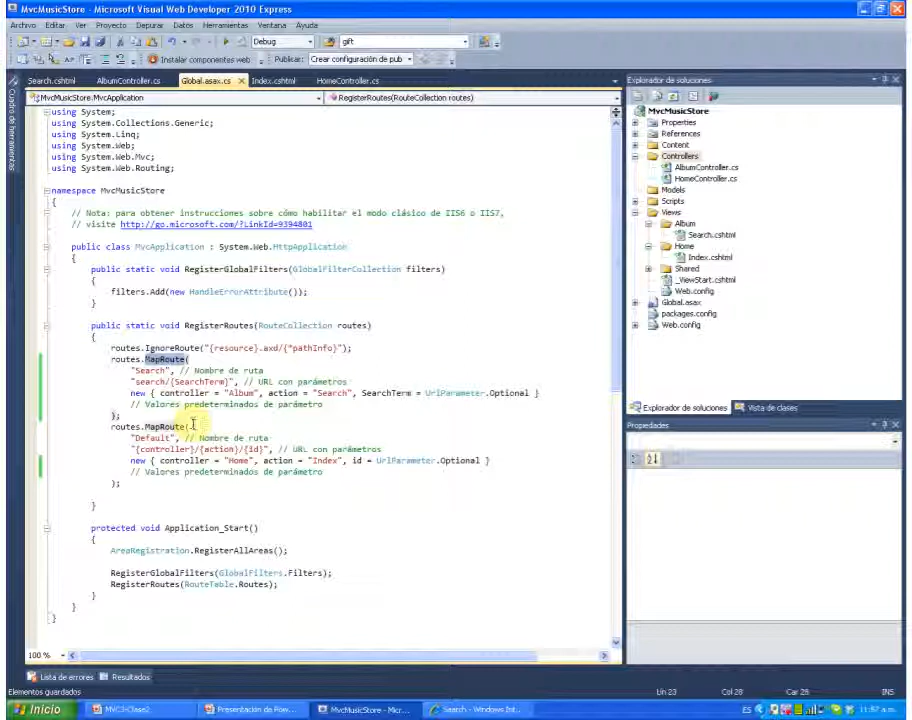 MvcMusicStore - Microsoft Visual Web Developer 2010 Express
Archivo Editar Ver Proyecto Depurar Datos Herramientas Ventana Ayuda
Debug gift
Instalar componentes web Publicar: Crear configuración de pub
Search.cshtml AlbumController.cs Global.asax.cs Index.cshtml HomeController.cs
MvcMusicStore.MvcApplication RegisterRoutes(RouteCollection routes)
Cuadro de herramientas
using System;
using System.Collections.Generic;
using System.Linq;
using System.Web;
using System.Web.Mvc;
using System.Web.Routing;
namespace MvcMusicStore
{
// Nota: para obtener instrucciones sobre cómo habilitar el modo clásico de IIS6 o IIS7,
// visite http://go.microsoft.com/?LinkId=9394801
public class MvcApplication : System.Web.HttpApplication
{
public static void RegisterGlobalFilters(GlobalFilterCollection filters)
{
filters.Add(new HandleErrorAttribute());
}
public static void RegisterRoutes(RouteCollection routes)
{
routes.IgnoreRoute("{resource}.axd/{*pathInfo}");
routes.MapRoute(
"Search", // Nombre de ruta
"search/{SearchTerm}", // URL con parámetros
new { controller = "Album", action = "Search", SearchTerm = UrlParameter.Optional }
// Valores predeterminados de parámetro
);
routes.MapRoute(
"Default", // Nombre de ruta
"{controller}/{action}/{id}", // URL con parámetros
new { controller = "Home", action = "Index", id = UrlParameter.Optional }
// Valores predeterminados de parámetro
);
}
protected void Application_Start()
{
AreaRegistration.RegisterAllAreas();
RegisterGlobalFilters(GlobalFilters.Filters);
RegisterRoutes(RouteTable.Routes);
}
}
}
100 %
Explorador de soluciones
MvcMusicStore
Properties
References
Content
Controllers
AlbumController.cs
HomeController.cs
Models
Scripts
Views
Album
Search.cshtml
Home
Index.cshtml
Shared
_ViewStart.cshtml
Web.config
Global.asax
packages.config
Web.config
Explorador de soluciones Vista de clases
Propiedades
Lista de errores Resultados
Elementos guardados Lín 23 Col 28 Car 28 INS
Inicio MVC3-Clase2 Presentación de Pow... MvcMusicStore - Micr... Search - Windows Int... ES 11:57 a.m.